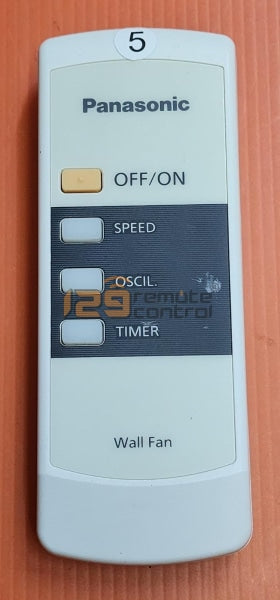 5
Panasonic
OFF/ON
SPEED
OSCIL.
129 remote control
TIMER
Wall Fan